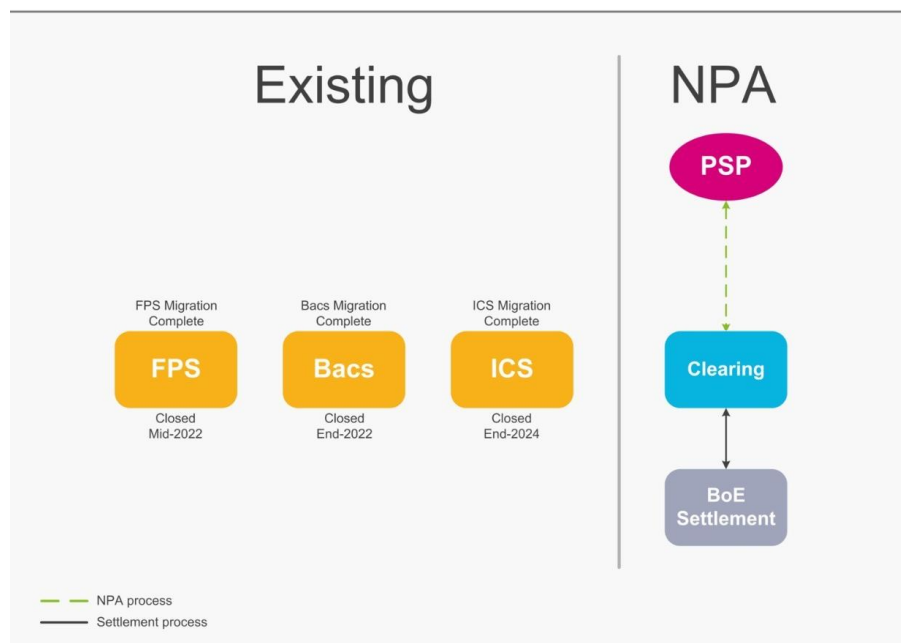 Existing
NPA
PSP
FPS Migration
Complete
Bacs Migration
Complete
ICS Migration
Complete
FPS
Bacs
ICS
Clearing
Closed
Mid-2022
Closed
End-2022
Closed
End-2024
BoE
Settlement
NPA process
Settlement process